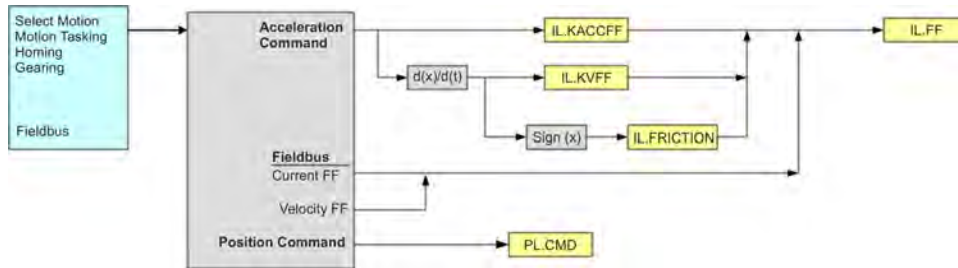 Select Motion
Motion Tasking
Homing
Gearing
Fieldbus
Acceleration
Command
IL.KACCFF
IL.FF
d(x)/d(t)
IL.KVFF
Sign (x)
IL.FRICTION
Fieldbus
Current FF
Velocity FF
Position Command
PL.CMD